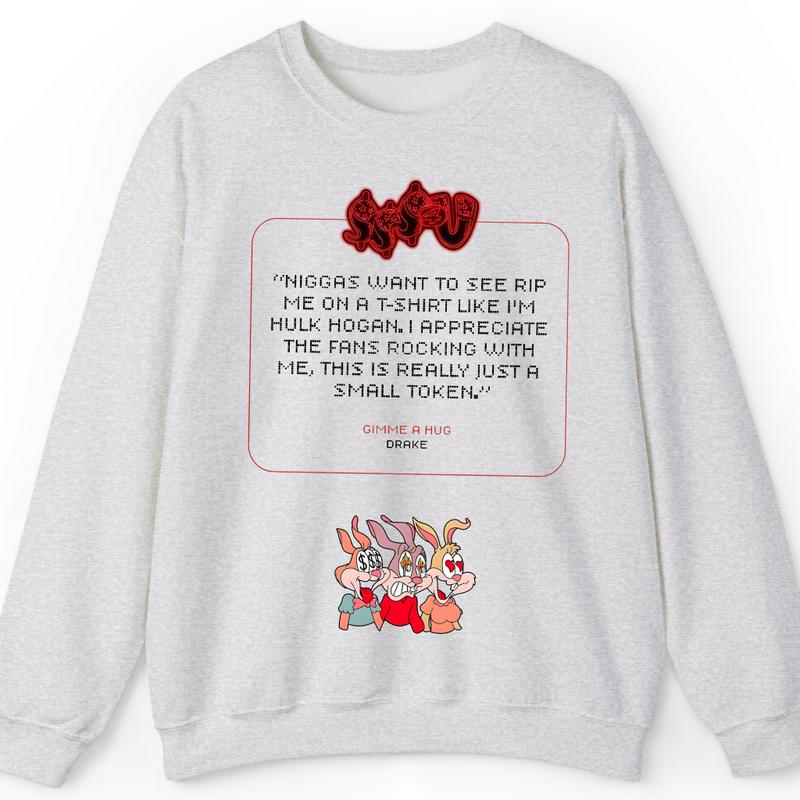 $$$4U
“NIGGAS WANT TO SEE RIP
ME ON A T-SHIRT LIKE I'M
HULK HOGAN. I APPRECIATE
THE FANS ROCKING WITH
ME, THIS IS REALLY JUST A
SMALL TOKEN.”
GIMME A HUG
DRAKE
$$$